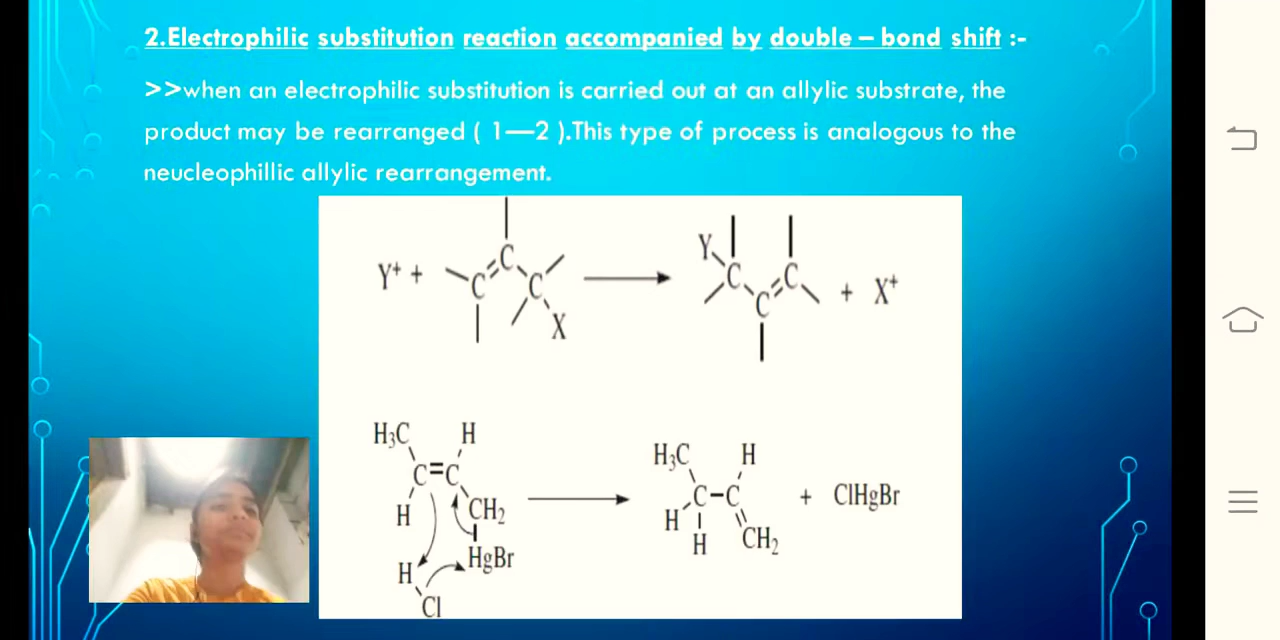 2.Electrophilic substitution reaction accompanied by double – bond shift :-
>>when an electrophilic substitution is carried out at an allylic substrate, the
product may be rearranged ( 1—2 ).This type of process is analogous to the
neucleophillic allylic rearrangement.
Y⁺ + C=C C X → Y C C=C + X⁺
H₃C H C=C H CH₂ HgBr H Cl → H₃C H C-C H H CH₂ + ClHgBr